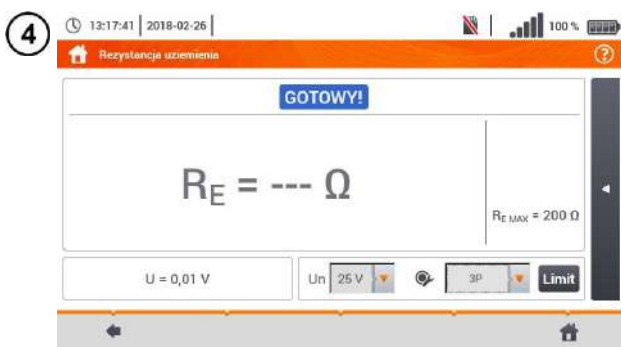 4
13:17:41 | 2018-02-26 |
100 %
Rezystancja uziemienia
?
GOTOWY!
RE = --- Ω
RE MAX = 200 Ω
U = 0,01 V
Un 25 V 3P Limit